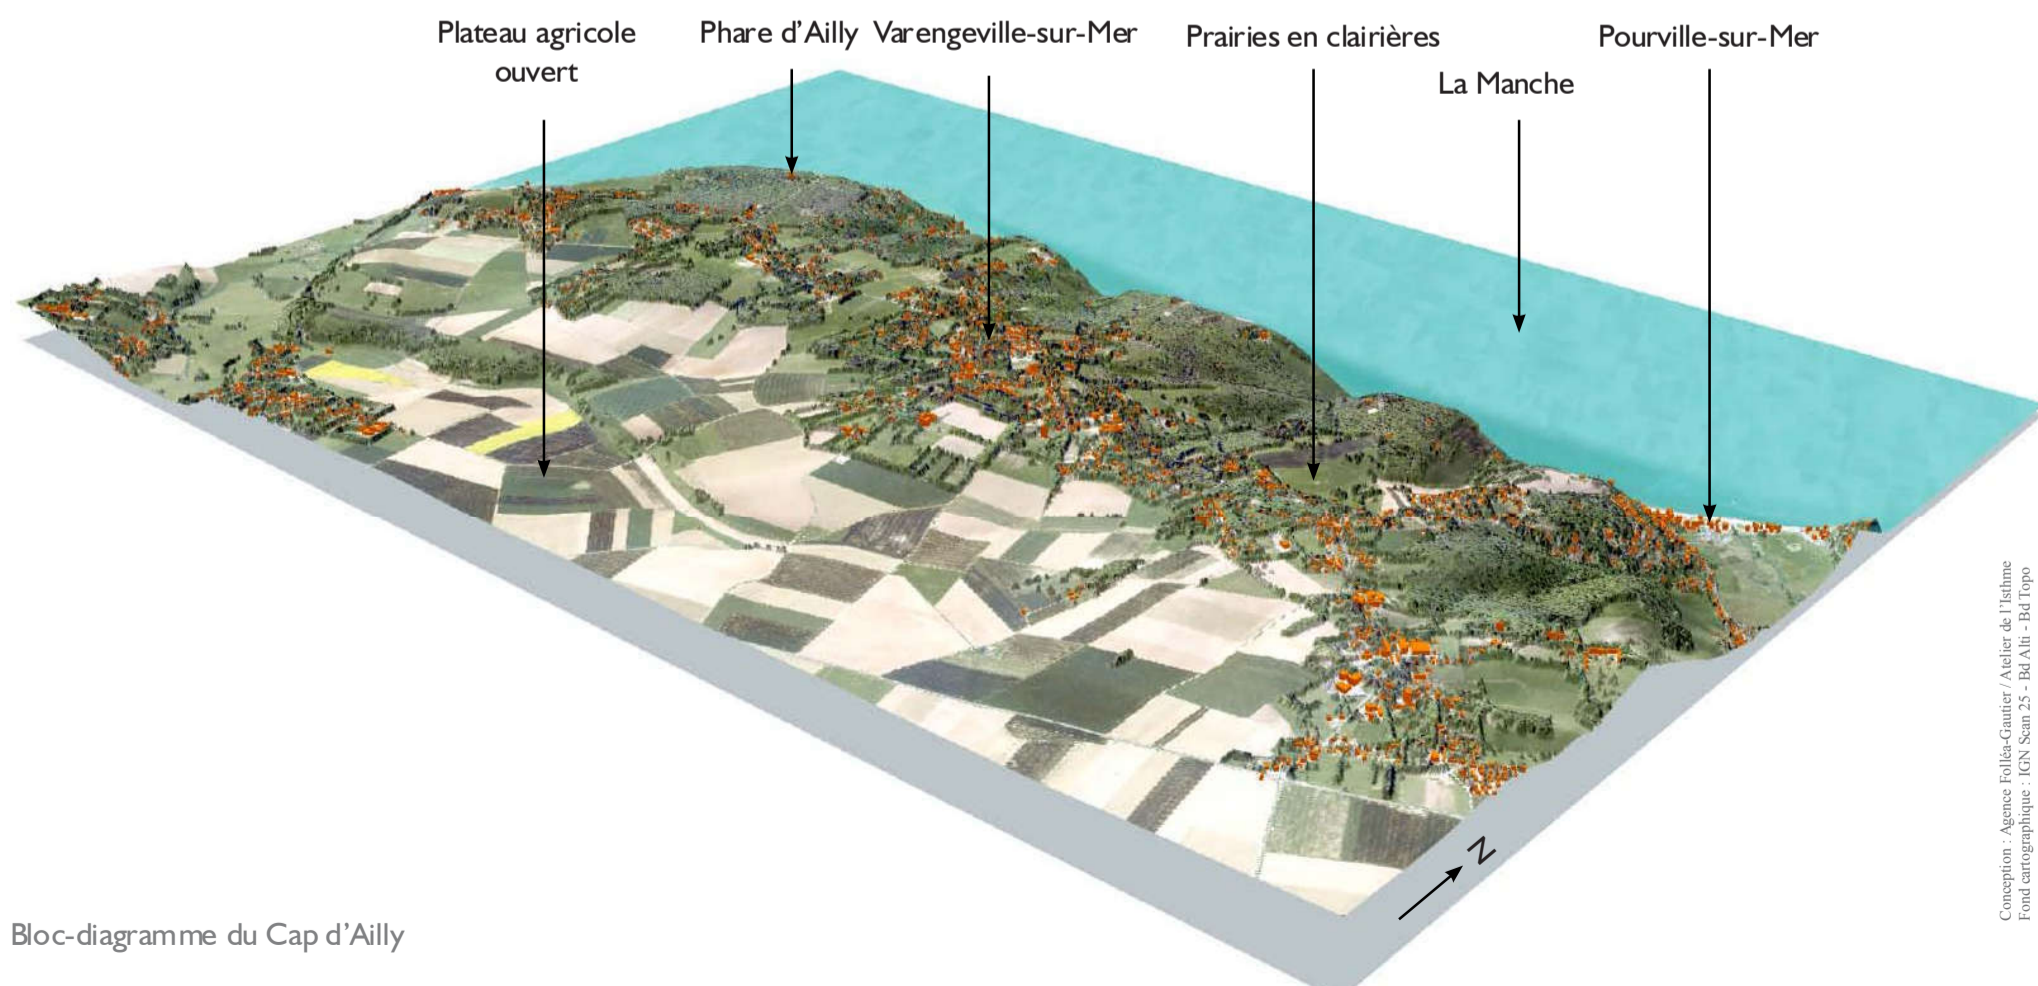 Plateau agricole
ouvert
Phare d'Ailly
Varengeville-sur-Mer
Prairies en clairières
La Manche
Pourville-sur-Mer
N
Bloc-diagramme du Cap d'Ailly
Conception : Agence Folléa-Gautier / Atelier de l'Isthme
Fond cartographique : IGN Scan 25 - Bd Alti - Bd Topo